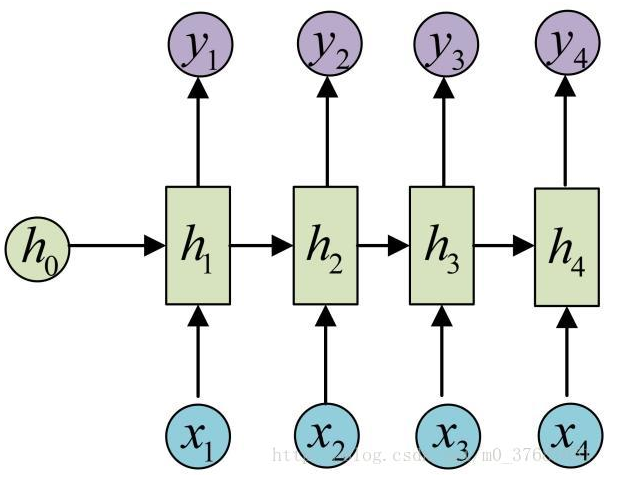 y₁ y₂ y₃ y₄
h₀ h₁ h₂ h₃ h₄
x₁ x₂ x₃ x₄